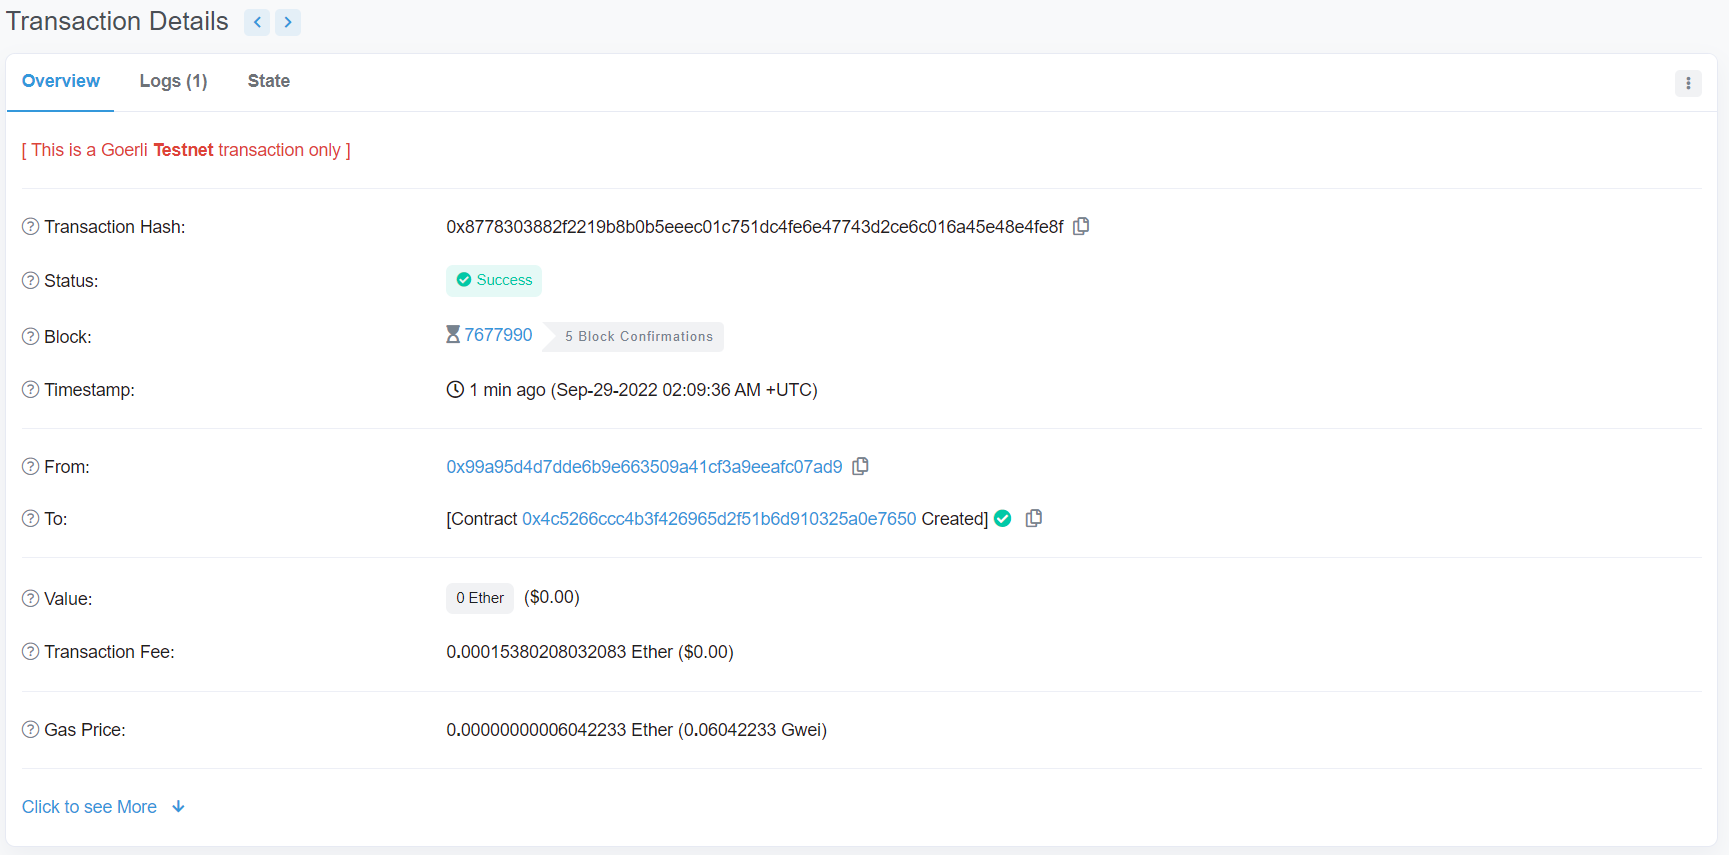 Transaction Details
Overview Logs (1) State
[ This is a Goerli Testnet transaction only ]
Transaction Hash: 0x8778303882f2219b8b0b5eeec01c751dc4fe6e47743d2ce6c016a45e48e4fe8f
Status: Success
Block: 7677990 5 Block Confirmations
Timestamp: 1 min ago (Sep-29-2022 02:09:36 AM +UTC)
From: 0x99a95d4d7dde6b9e663509a41cf3a9eeafc07ad9
To: [Contract 0x4c5266ccc4b3f426965d2f51b6d910325a0e7650 Created]
Value: 0 Ether ($0.00)
Transaction Fee: 0.00015380208032083 Ether ($0.00)
Gas Price: 0.00000000006042233 Ether (0.06042233 Gwei)
Click to see More